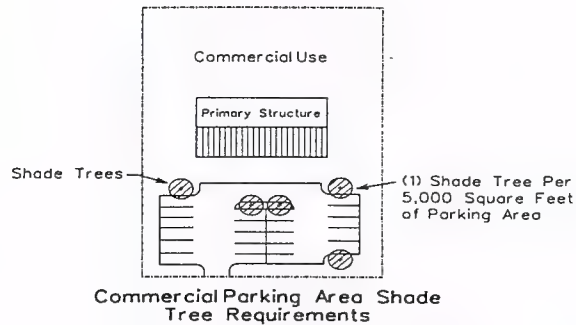 Commercial Use
Primary Structure
Shade Trees
(1) Shade Tree Per
5,000 Square Feet
of Parking Area
Commercial Parking Area Shade
Tree Requirements